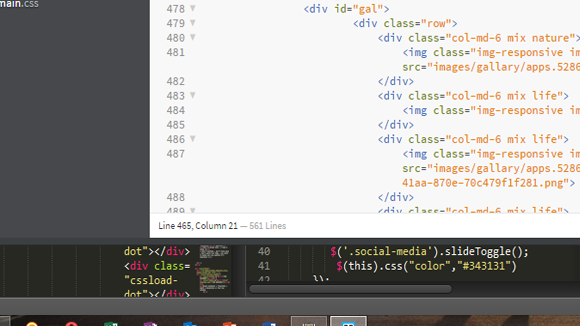 main.css
478 <div id="gal">
479 <div class="row">
480 <div class="col-md-6 mix nature">
481 <img class="img-responsive im
src="images/gallary/apps.5286
482 </div>
483 <div class="col-md-6 mix life">
484 <img class="img-responsive im
485 </div>
486 <div class="col-md-6 mix life">
487 <img class="img-responsive im
src="images/gallary/apps.5286
41aa-870e-70c479f1f281.png">
488 </div>
489 <div class="col-md-6 mix life">
Line 465, Column 21 — 561 Lines
dot"></div>
<div class=
"cssload-
dot"></div>
40 $('.social-media').slideToggle();
41 $(this).css("color","#343131")
42 });